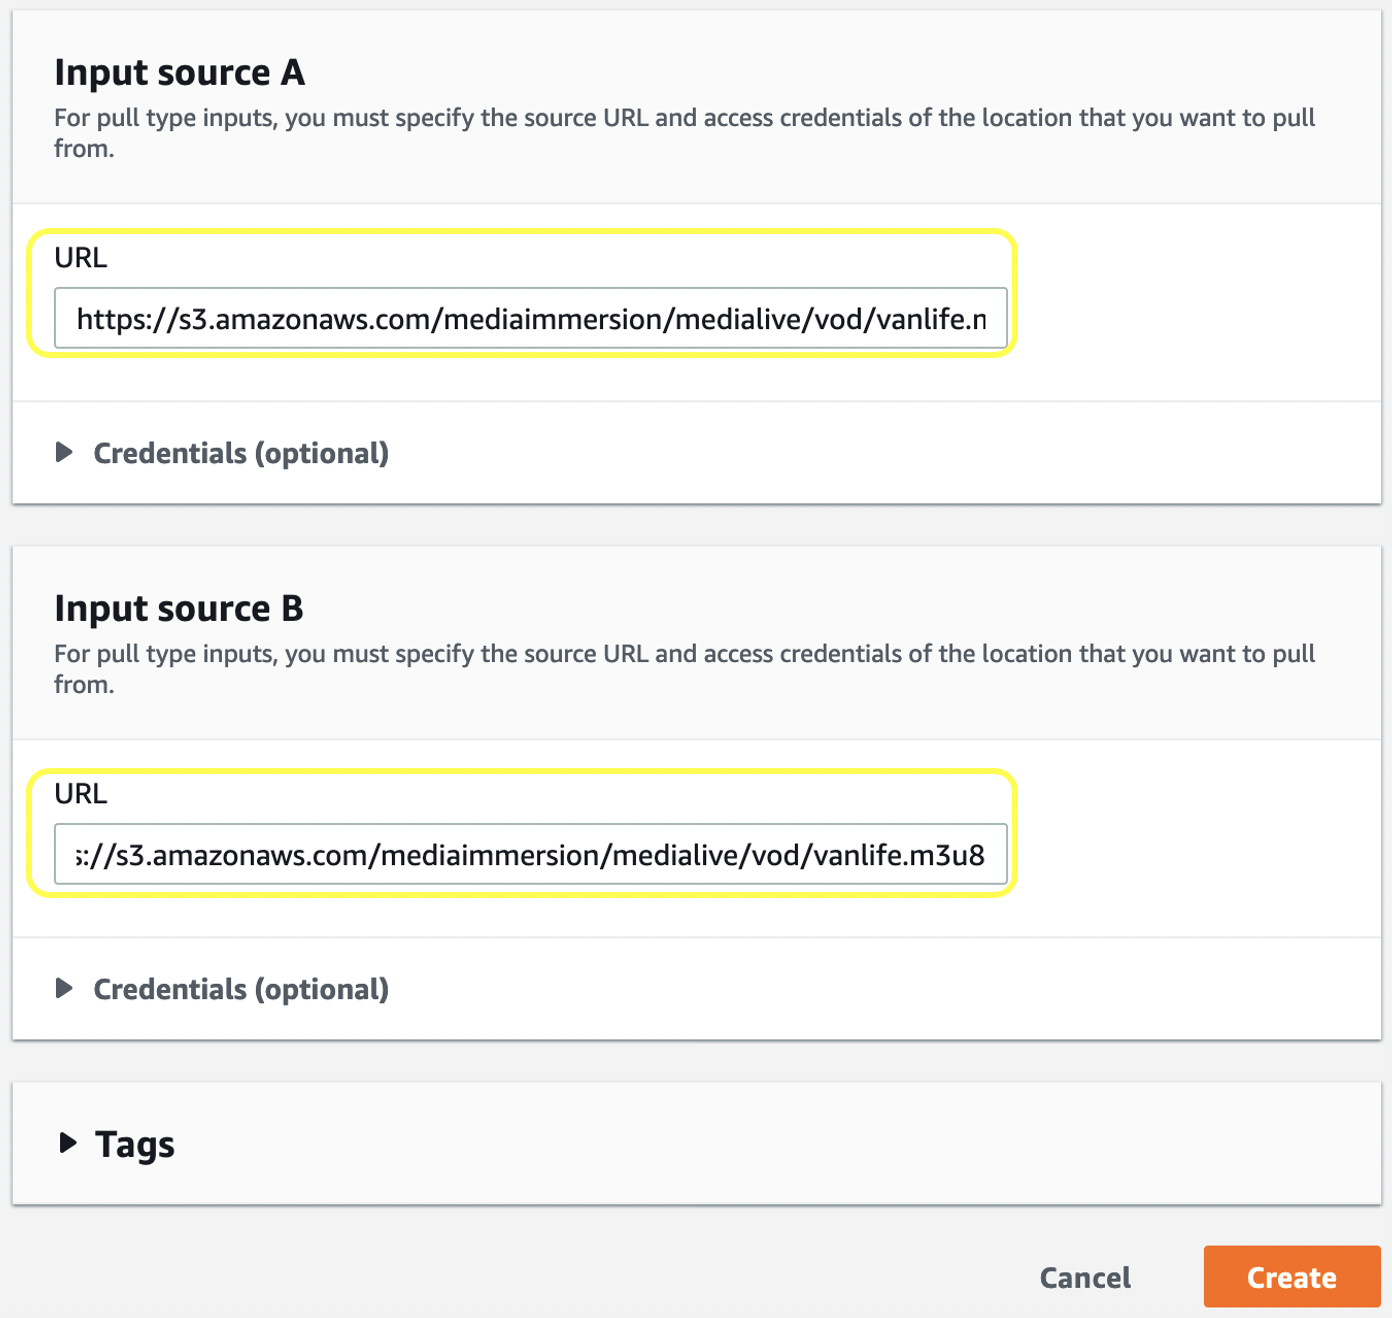 Input source A
For pull type inputs, you must specify the source URL and access credentials of the location that you want to pull
from.
URL
https://s3.amazonaws.com/mediaimmersion/medialive/vod/vanlife.n
Credentials (optional)
Input source B
For pull type inputs, you must specify the source URL and access credentials of the location that you want to pull
from.
URL
s://s3.amazonaws.com/mediaimmersion/medialive/vod/vanlife.m3u8
Credentials (optional)
Tags
Cancel
Create